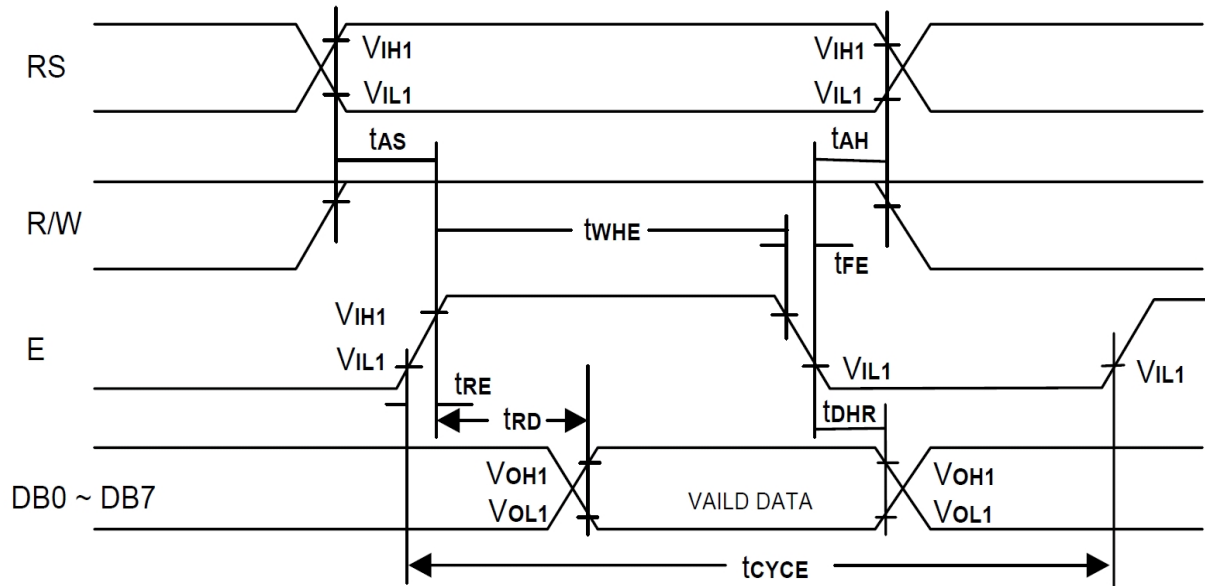 RS
VIH1
VIH1
VIL1
VIL1
tAS
tAH
R/W
tWHE
tFE
E
VIH1
VIL1
VIL1
VIL1
tRE
tRD
tDHR
DB0 ~ DB7
VOH1
VOH1
VAILD DATA
VOL1
VOL1
tCYCE